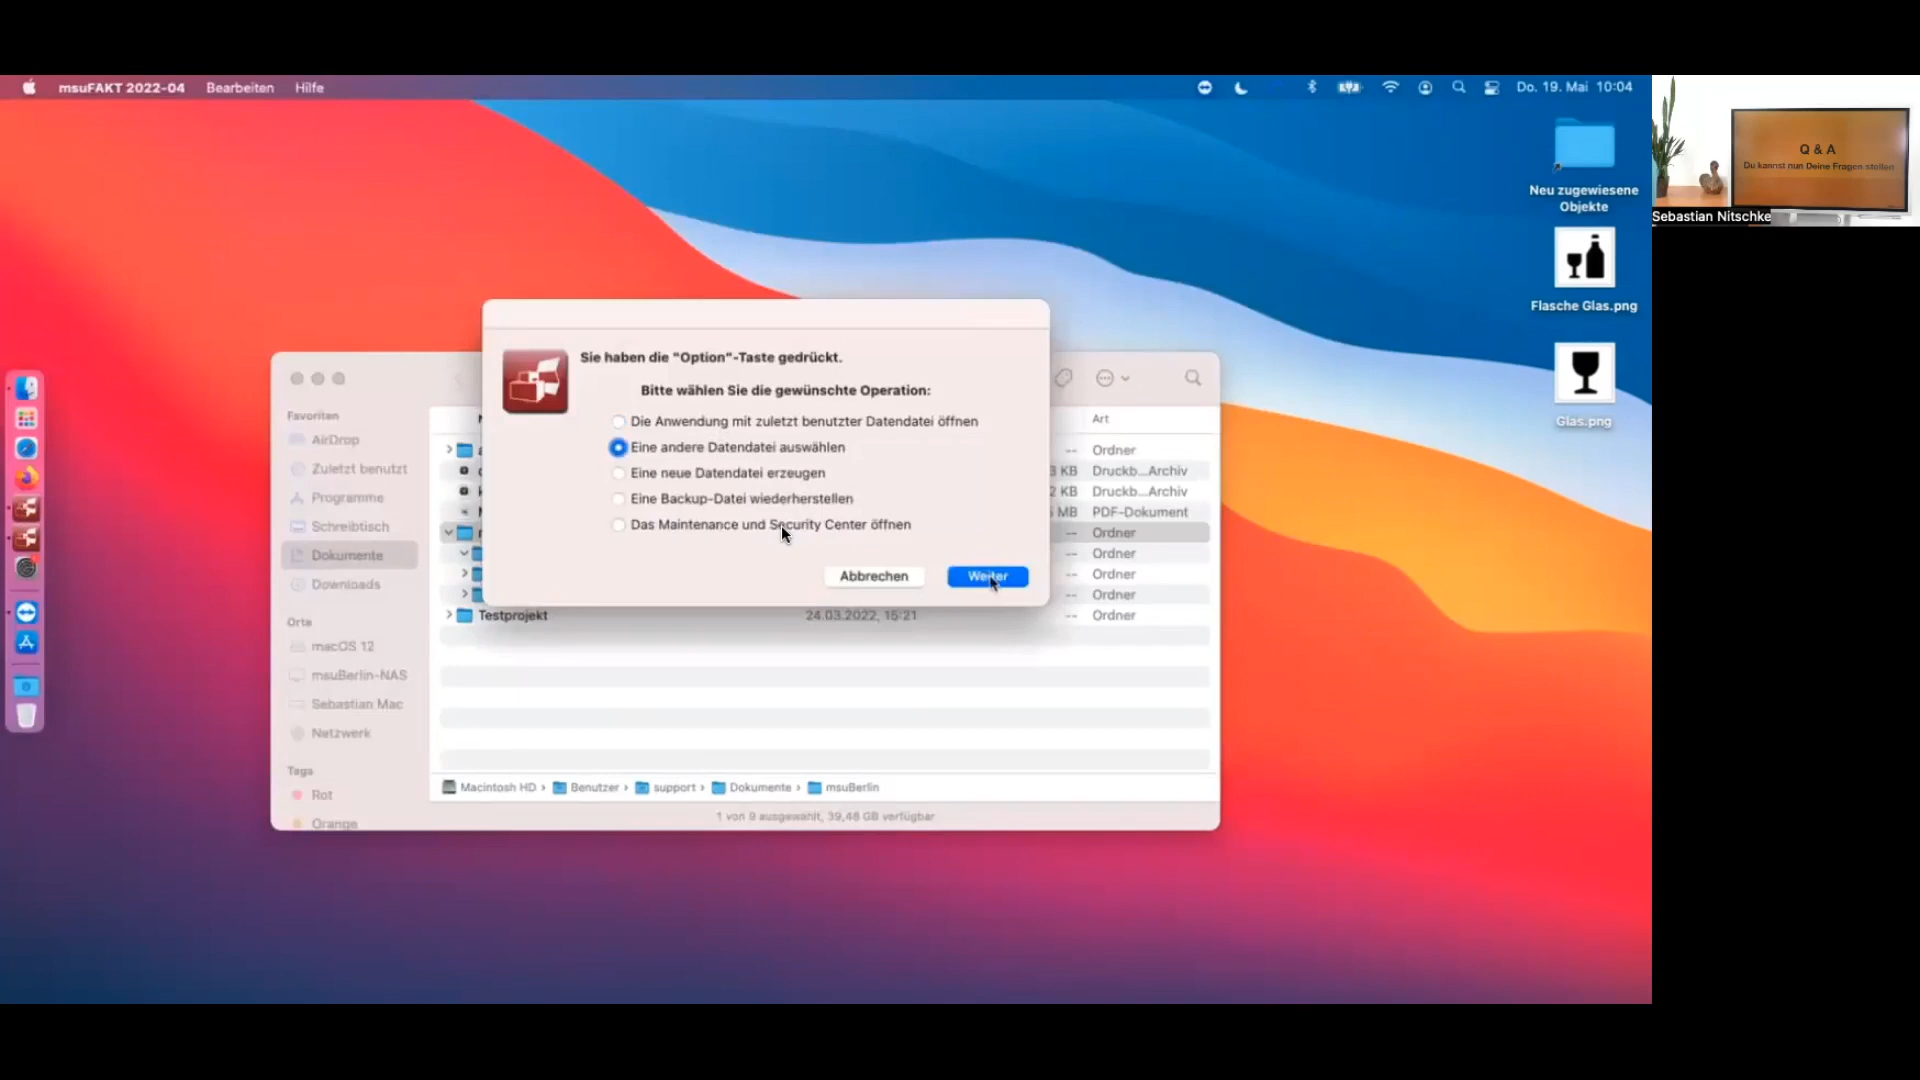 msuFAKT 2022-04 Bearbeiten Hilfe
Do. 19. Mai 10:04
Neu zugewiesene
Objekte
Flasche Glas.png
Glas.png
Q & A
Du kannst nun Deine Fragen stellen
Sebastian Nitschke
Sie haben die "Option"-Taste gedrückt.
Bitte wählen Sie die gewünschte Operation:
Die Anwendung mit zuletzt benutzter Datendatei öffnen
Eine andere Datendatei auswählen
Eine neue Datendatei erzeugen
Eine Backup-Datei wiederherstellen
Das Maintenance und Security Center öffnen
Abbrechen
Weiter
Favoriten
AirDrop
Zuletzt benutzt
Programme
Schreibtisch
Dokumente
Downloads
Orte
macOS 12
msuBerlin-NAS
Sebastian Mac
Netzwerk
Tags
Rot
Orange
Art
-- Ordner
KB Druckb...Archiv
KB Druckb...Archiv
MB PDF-Dokument
-- Ordner
-- Ordner
-- Ordner
-- Ordner
Testprojekt 24.03.2022, 15:21 -- Ordner
Macintosh HD › Benutzer › support › Dokumente › msuBerlin
1 von 9 ausgewählt, 39,48 GB verfügbar